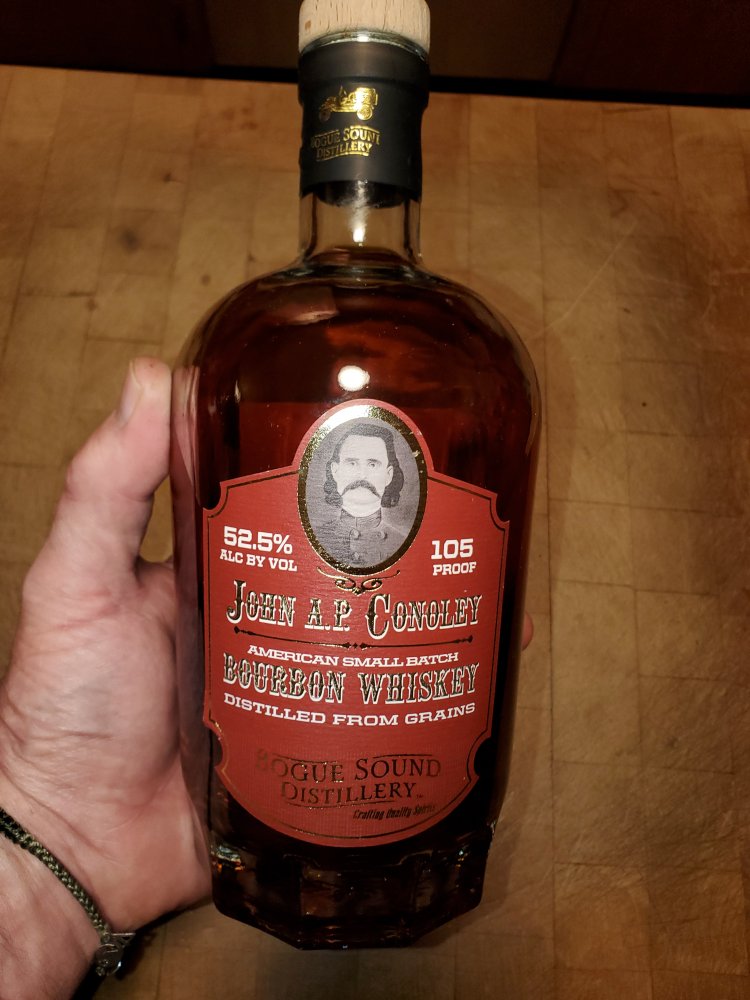 BOGUE SOUND
DISTILLERY
52.5%
ALC BY VOL
105
PROOF
JOHN A.P. CONOLEY
AMERICAN SMALL BATCH
BOURBON WHISKEY
DISTILLED FROM GRAINS
BOGUE SOUND
DISTILLERY™
Crafting Quality Spirits